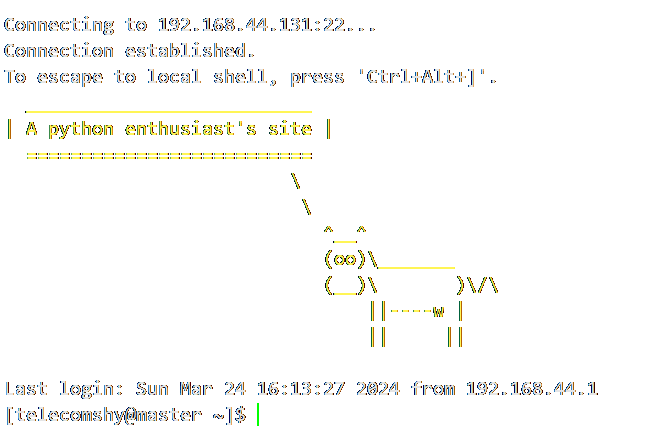 Connecting to 192.168.44.131:22...
Connection established.
To escape to local shell, press 'Ctrl+Alt+]'.
__________________________
| A python enthusiast's site |
==========================
\
\
^__^
(oo)\_______
(__)\       )\/\
||----w |
||     ||
Last login: Sun Mar 24 16:13:27 2024 from 192.168.44.1
[telecomshy@master ~]$